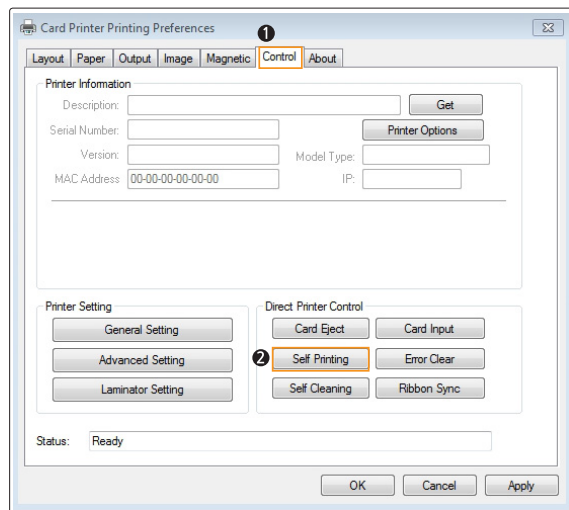 Card Printer Printing Preferences
❶
Layout Paper Output Image Magnetic Control About
Printer Information
Description: Get
Serial Number: Printer Options
Version: Model Type:
MAC Address 00-00-00-00-00-00 IP:
Printer Setting Direct Printer Control
General Setting Card Eject Card Input
Advanced Setting ❷ Self Printing Error Clear
Laminator Setting Self Cleaning Ribbon Sync
Status: Ready
OK Cancel Apply